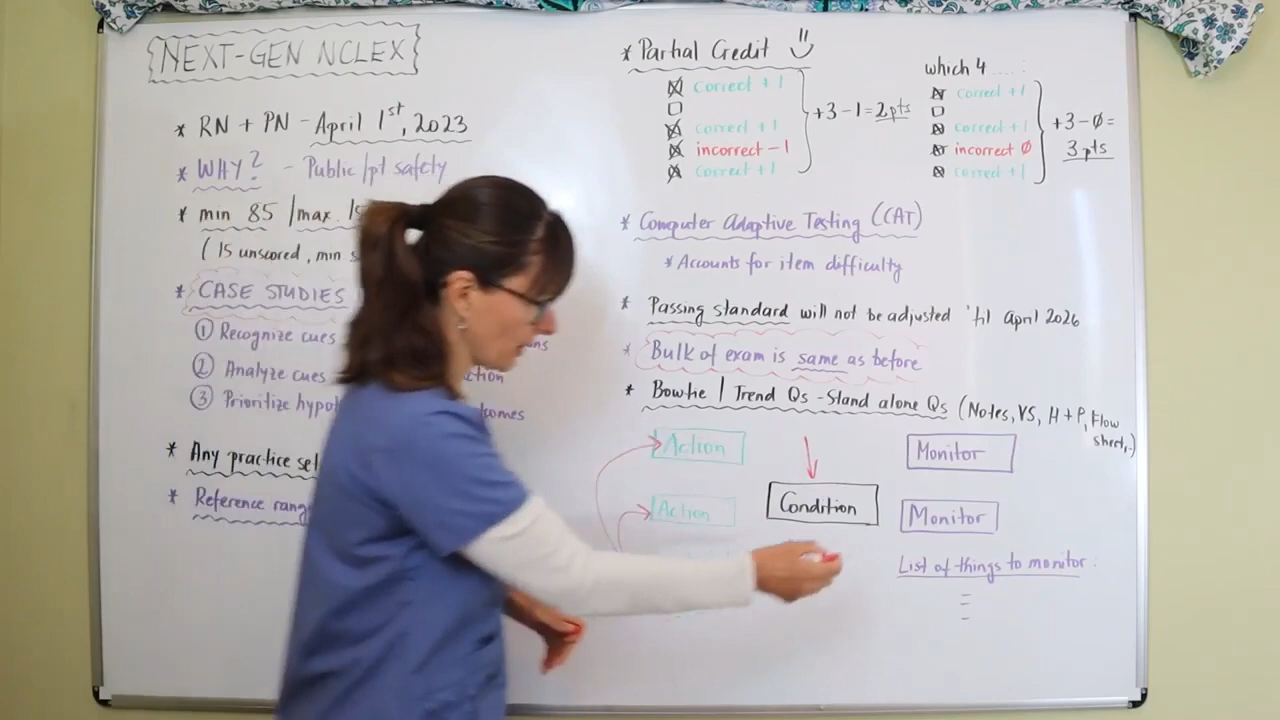 NEXT-GEN NCLEX
* RN + PN - April 1st, 2023
* WHY? - Public/pt safety
* min 85 / max.
( 15 unscored, min
* CASE STUDIES
① Recognize cues
② Analyze cues
③ Prioritize
* Any practice
* Reference
* Partial Credit
correct +1
correct +1
incorrect -1
correct +1
+3-1=2pts
which 4 .....:
correct +1
correct +1
incorrect Ø
correct +1
+3-Ø=
3pts
* Computer Adaptive Testing (CAT)
* Accounts for item difficulty
* Passing standard will not be adjusted 'til April 2026
* Bulk of exam is same as before
* Bowtie / Trend Qs - Stand alone Qs (Notes, VS, H+P, Flow sheet,..)
Action
Action
Condition
Monitor
Monitor
List of things to monitor: